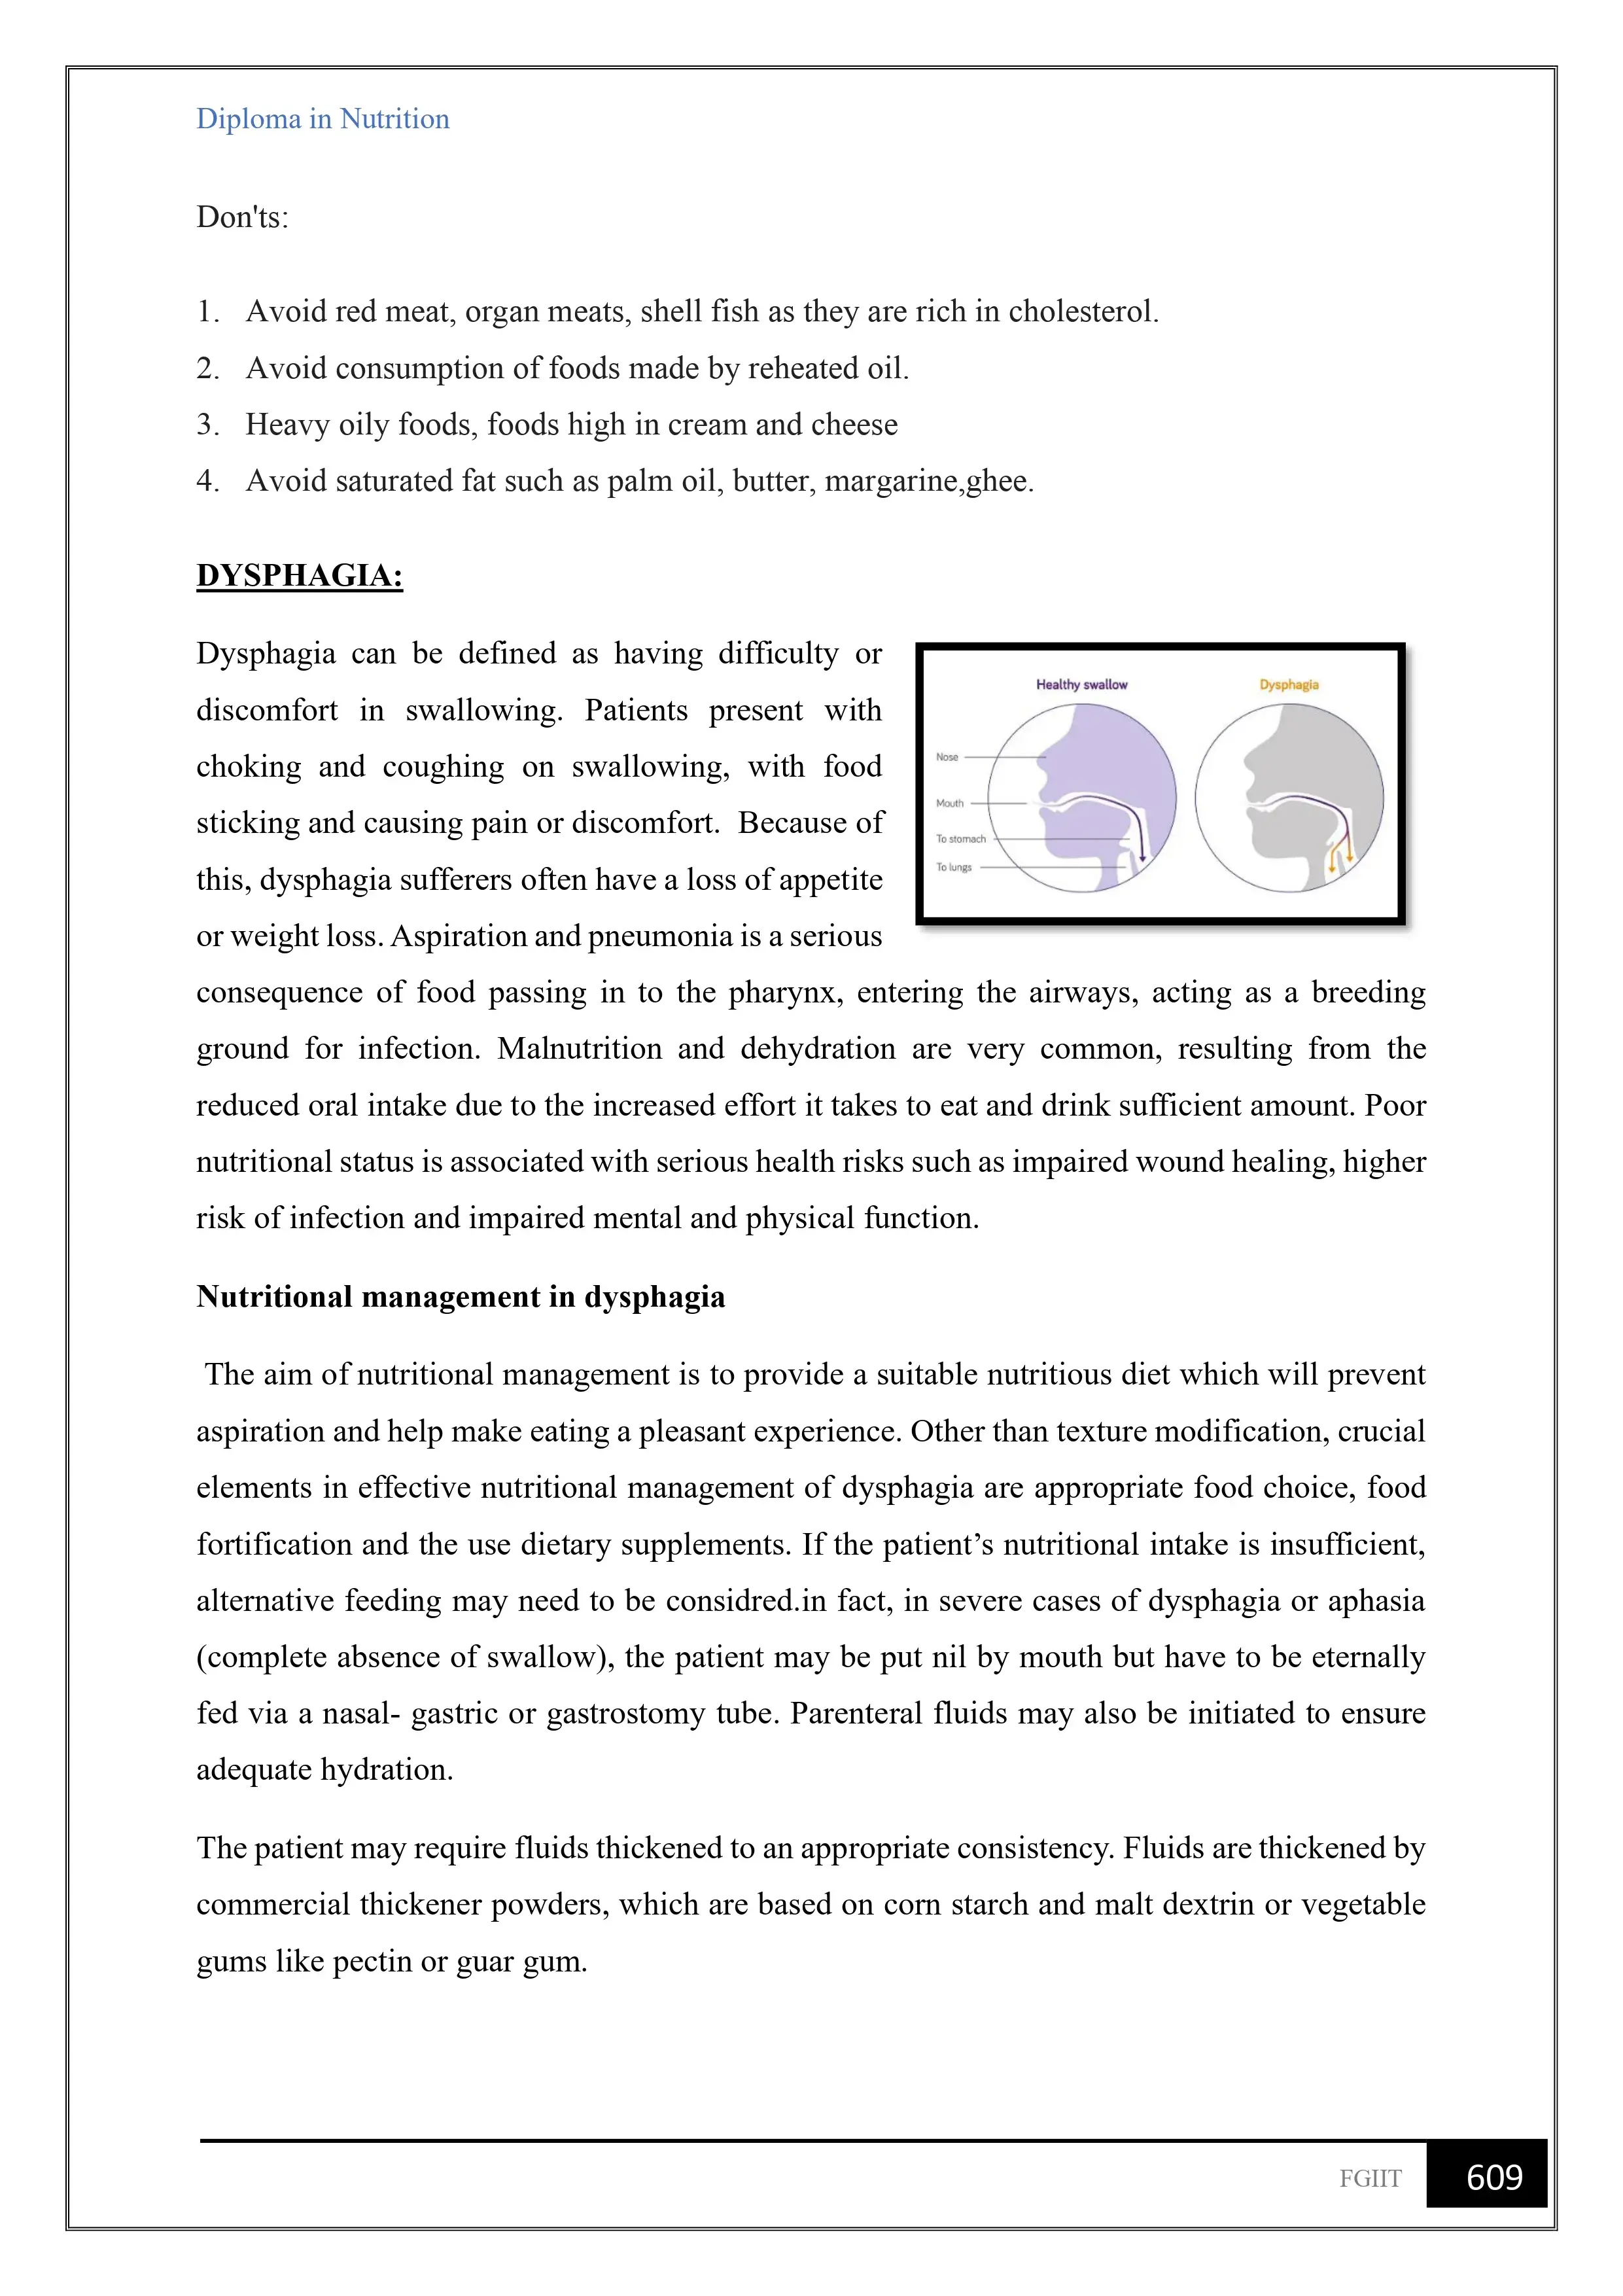 Diploma in Nutrition
Don'ts:
1. Avoid red meat, organ meats, shell fish as they are rich in cholesterol.
2. Avoid consumption of foods made by reheated oil.
3. Heavy oily foods, foods high in cream and cheese
4. Avoid saturated fat such as palm oil, butter, margarine,ghee.
DYSPHAGIA:
Dysphagia can be defined as having difficulty or
discomfort in swallowing. Patients present with
choking and coughing on swallowing, with food
sticking and causing pain or discomfort. Because of
this, dysphagia sufferers often have a loss of appetite
or weight loss. Aspiration and pneumonia is a serious
Healthy swallow
Dysphagia
Nose
Mouth
To stomach
To lungs
consequence of food passing in to the pharynx, entering the airways, acting as a breeding
ground for infection. Malnutrition and dehydration are very common, resulting from the
reduced oral intake due to the increased effort it takes to eat and drink sufficient amount. Poor
nutritional status is associated with serious health risks such as impaired wound healing, higher
risk of infection and impaired mental and physical function.
Nutritional management in dysphagia
The aim of nutritional management is to provide a suitable nutritious diet which will prevent
aspiration and help make eating a pleasant experience. Other than texture modification, crucial
elements in effective nutritional management of dysphagia are appropriate food choice, food
fortification and the use dietary supplements. If the patient’s nutritional intake is insufficient,
alternative feeding may need to be considred.in fact, in severe cases of dysphagia or aphasia
(complete absence of swallow), the patient may be put nil by mouth but have to be eternally
fed via a nasal- gastric or gastrostomy tube. Parenteral fluids may also be initiated to ensure
adequate hydration.
The patient may require fluids thickened to an appropriate consistency. Fluids are thickened by
commercial thickener powders, which are based on corn starch and malt dextrin or vegetable
gums like pectin or guar gum.
FGIIT 609